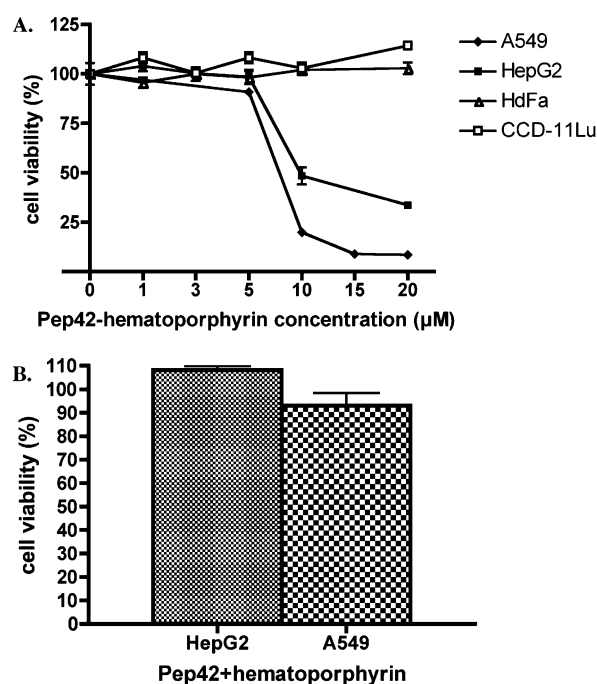 A.
cell viability (%)
125
100
75
50
25
0
1
3
5
10
15
20
Pep42-hematoporphyrin concentration (µM)
A549
HepG2
HdFa
CCD-11Lu
B.
cell viability (%)
110
100
90
80
70
60
50
40
30
20
10
0
HepG2
A549
Pep42+hematoporphyrin